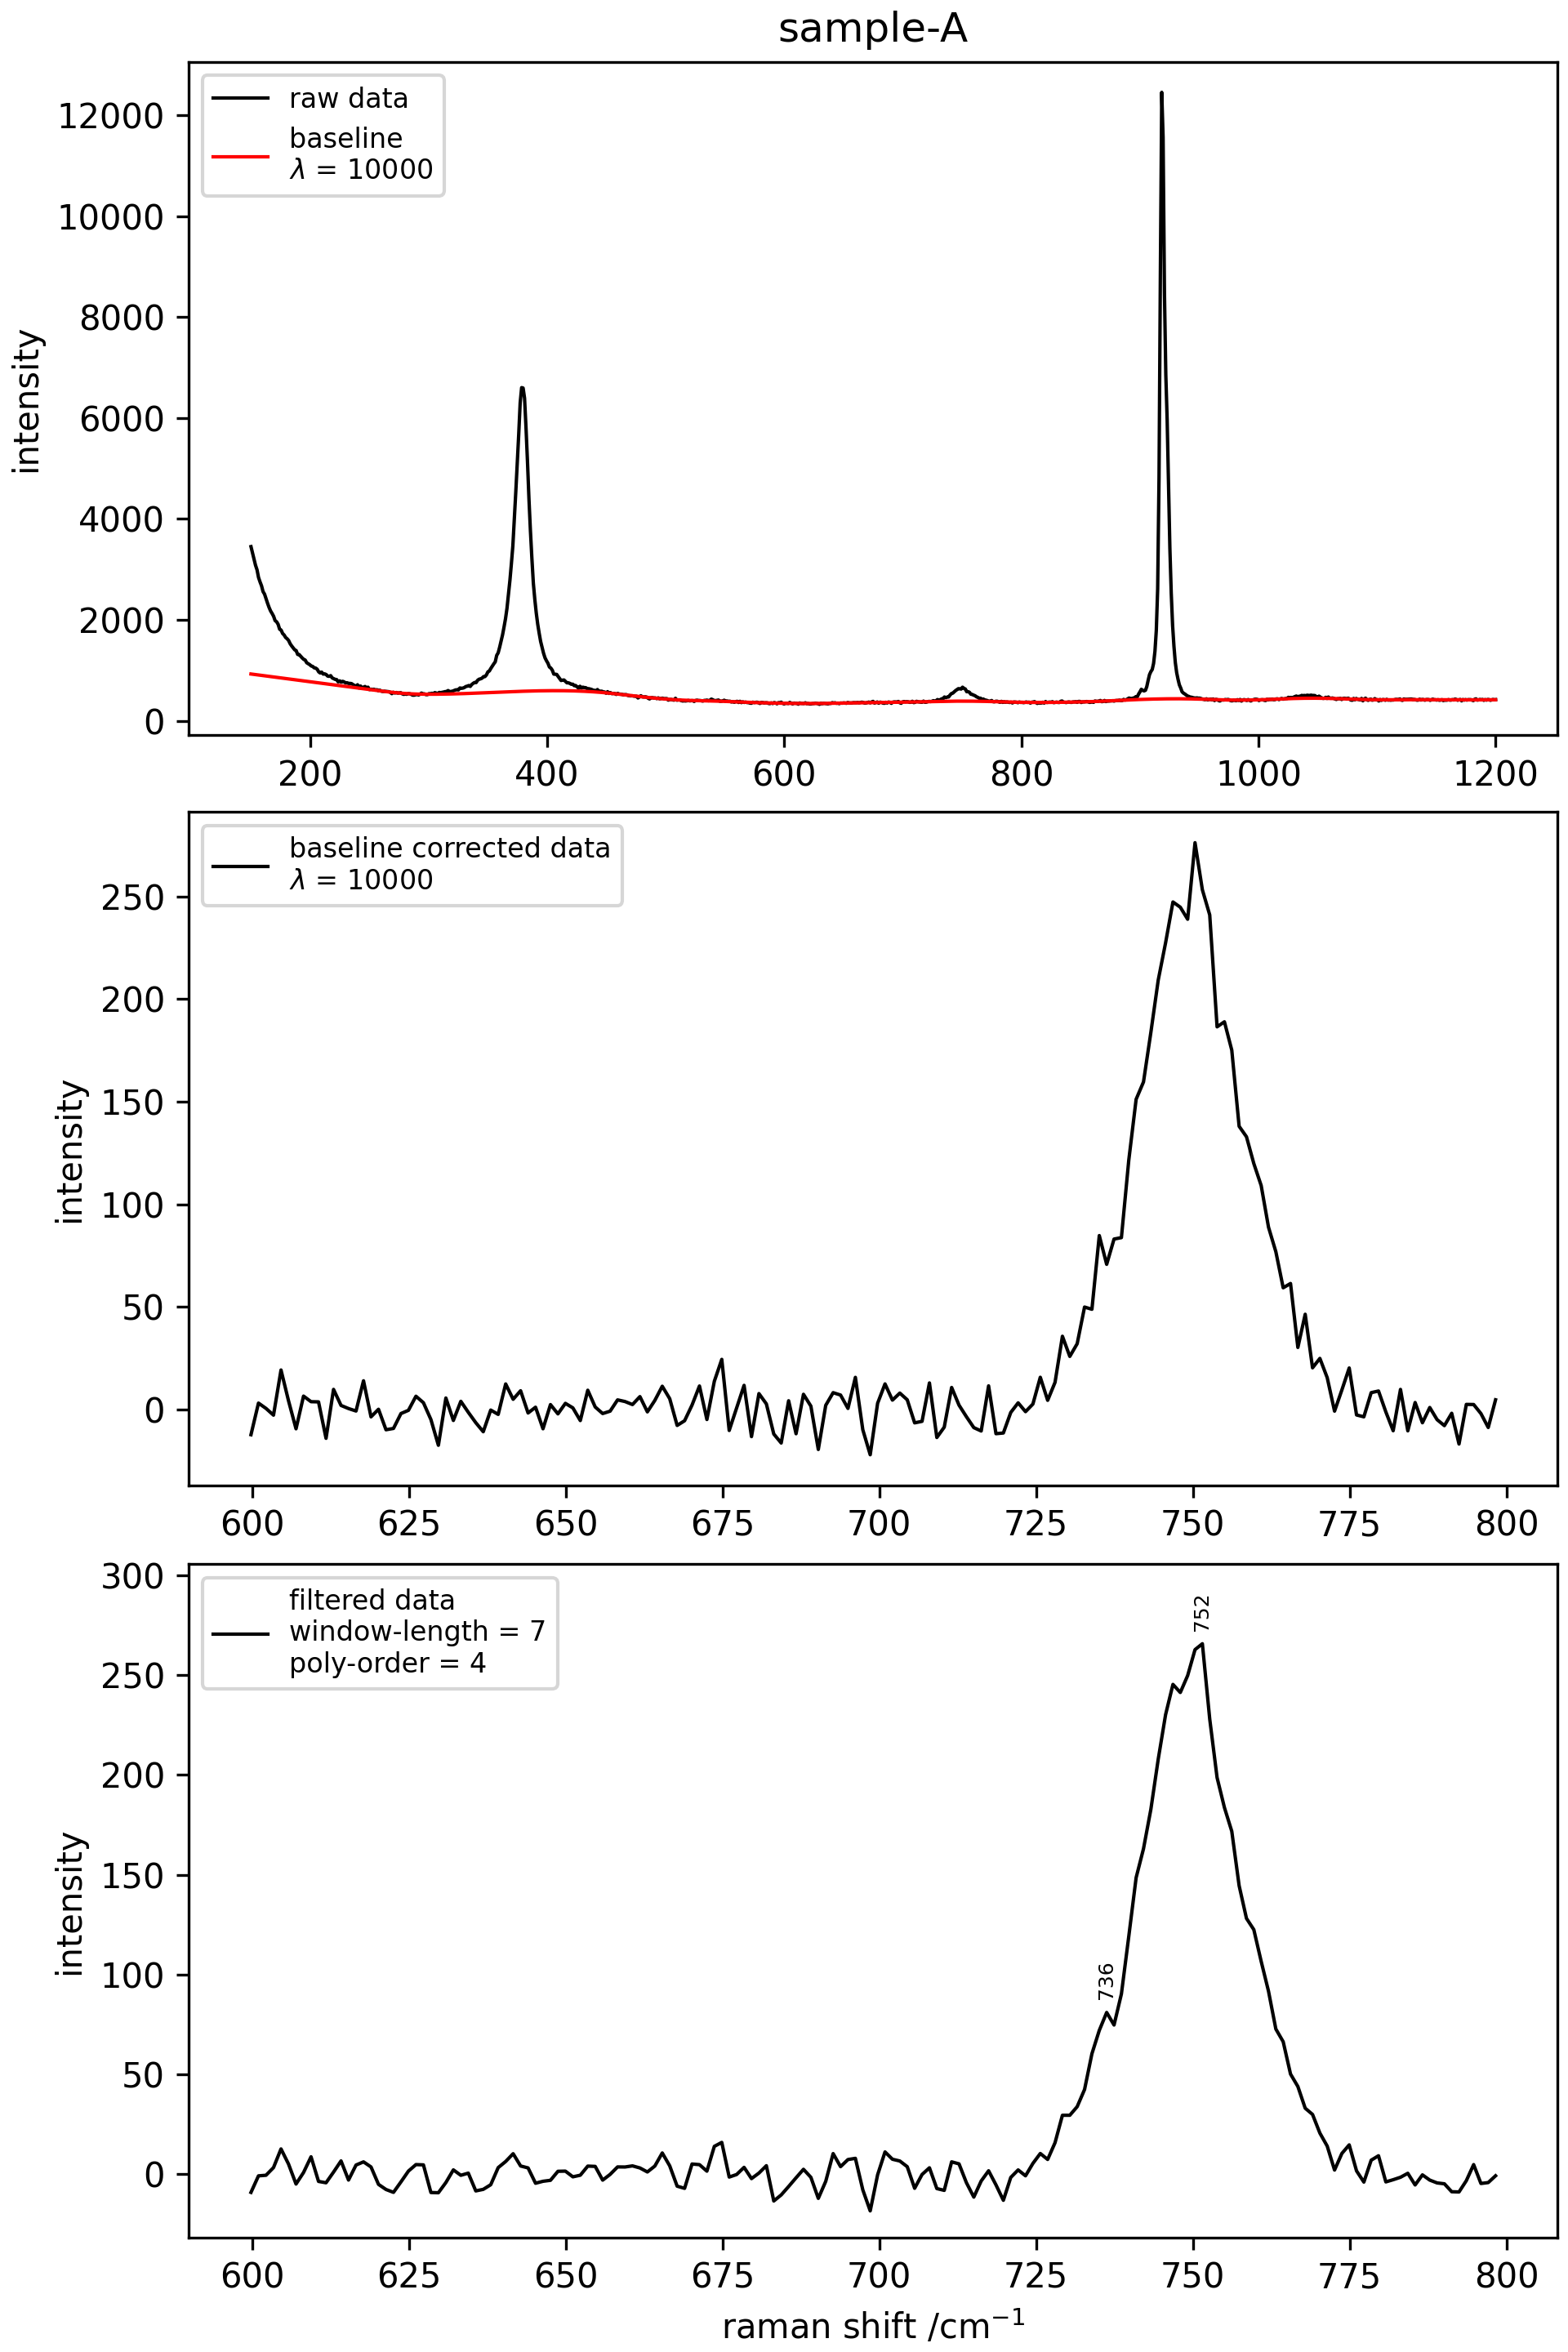 sample-A
raw data
baseline
λ = 10000
intensity
12000
10000
8000
6000
4000
2000
0
200 400 600 800 1000 1200
baseline corrected data
λ = 10000
intensity
250
200
150
100
50
0
600 625 650 675 700 725 750 775 800
filtered data
window-length = 7
poly-order = 4
752
736
intensity
300
250
200
150
100
50
0
600 625 650 675 700 725 750 775 800
raman shift /cm⁻¹